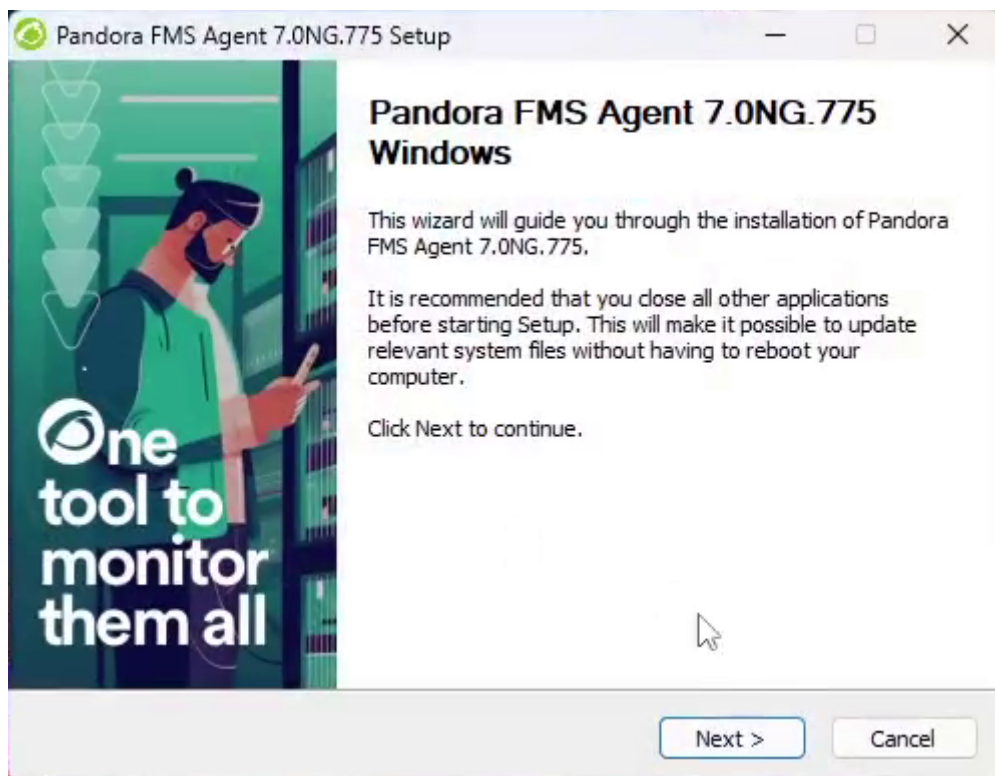 Pandora FMS Agent 7.0NG.775 Setup
Pandora FMS Agent 7.0NG.775
Windows
This wizard will guide you through the installation of Pandora
FMS Agent 7.0NG.775.
It is recommended that you close all other applications
before starting Setup. This will make it possible to update
relevant system files without having to reboot your
computer.
Click Next to continue.
One
tool to
monitor
them all
Next >
Cancel